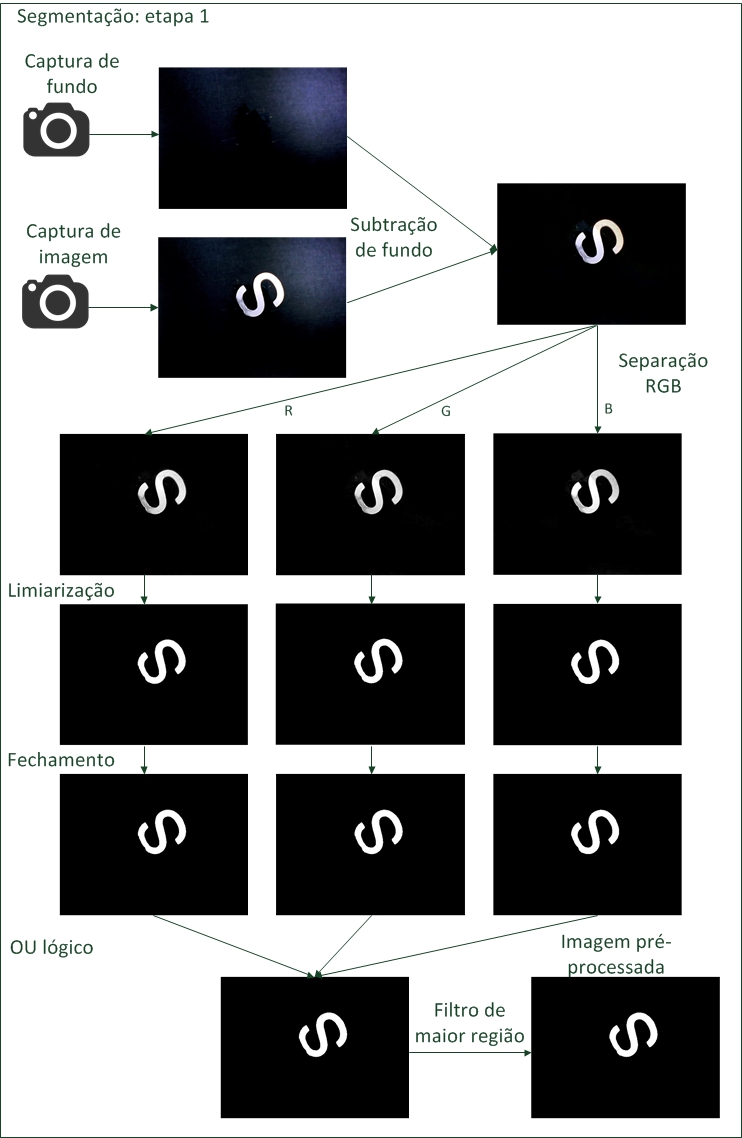 Segmentação: etapa 1
Captura de
fundo
Captura de
imagem
Subtração
de fundo
S
S
Separação
RGB
R
G
B
S
S
S
Limiarização
S
S
S
Fechamento
S
S
S
OU lógico
Imagem pré-
processada
Filtro de
maior região
S
S